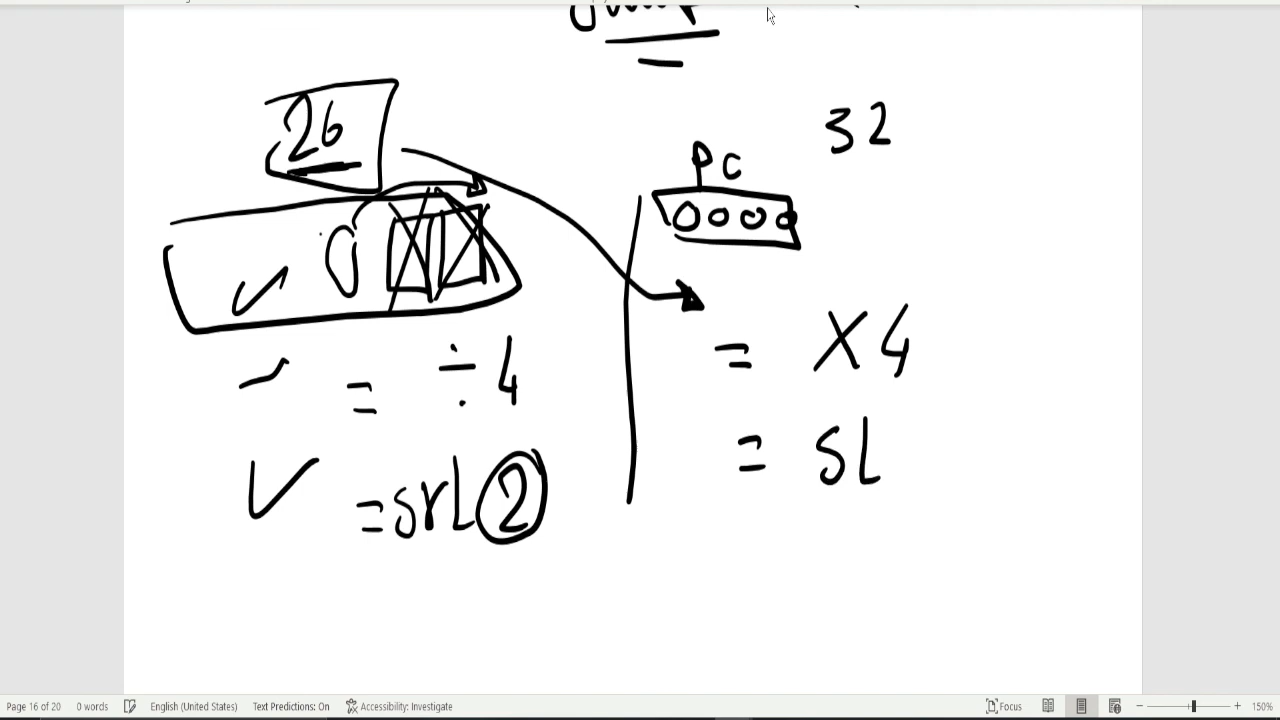 26
32
PC
0000
0
= ÷4
= x4
= srl 2
= sl
Page 16 of 20 0 words English (United States) Text Predictions: On Accessibility: Investigate Focus 150%